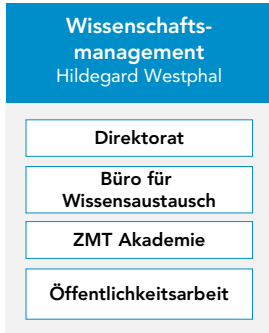 Wissenschafts-
management
Hildegard Westphal
Direktorat
Büro für
Wissensaustausch
ZMT Akademie
Öffentlichkeitsarbeit